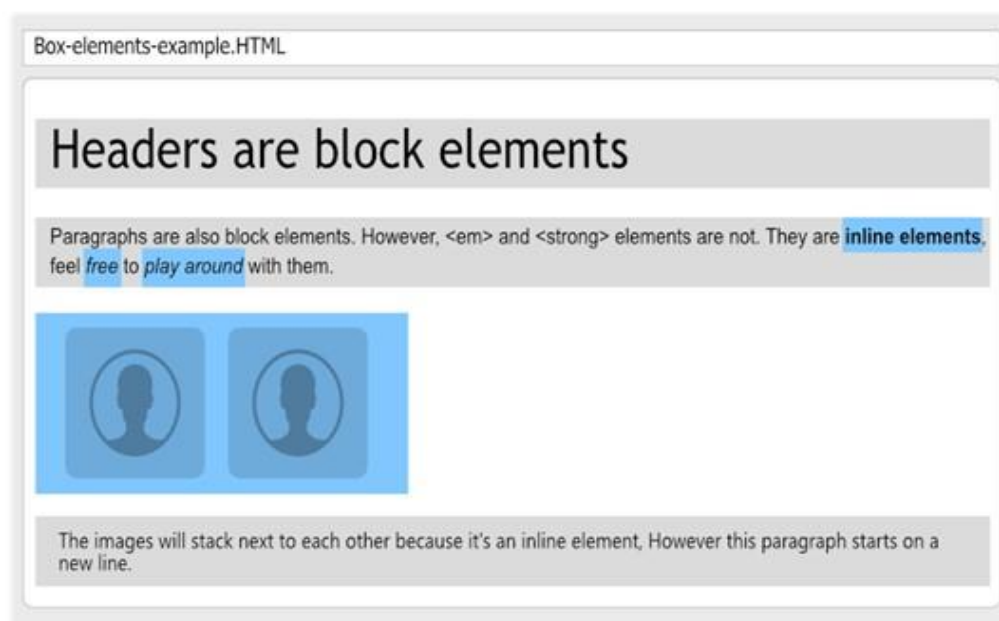 Box-elements-example.HTML
Headers are block elements
Paragraphs are also block elements. However, <em> and <strong> elements are not. They are inline elements,
feel free to play around with them.
The images will stack next to each other because it's an inline element, However this paragraph starts on a
new line.